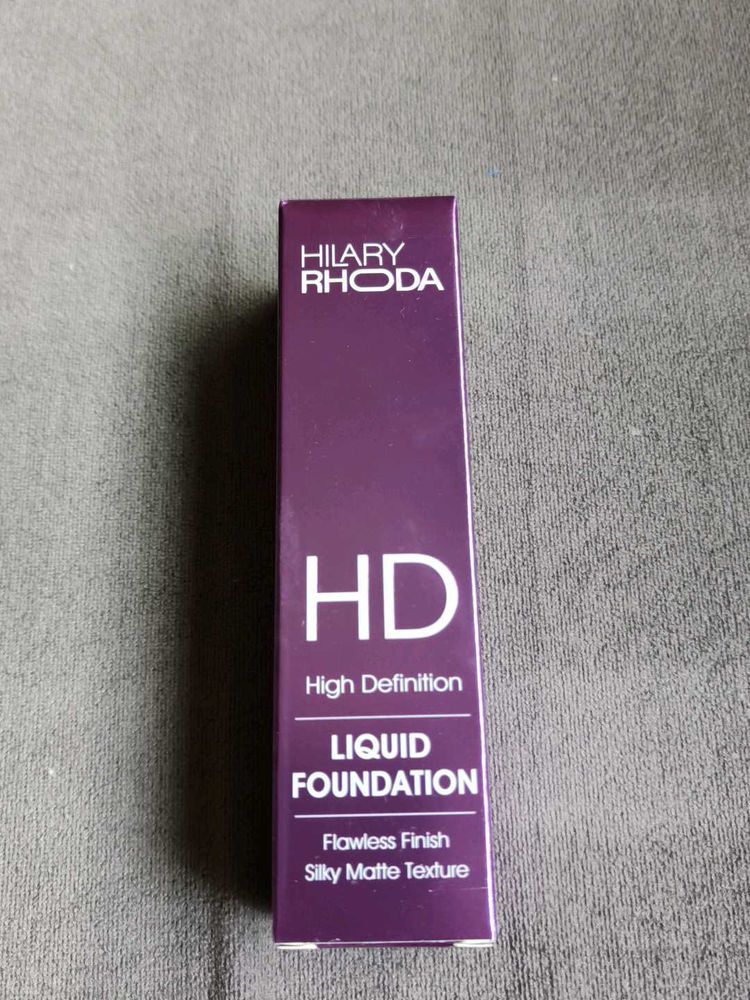 HILARY
RHODA
HD
High Definition
LIQUID
FOUNDATION
Flawless Finish
Silky Matte Texture